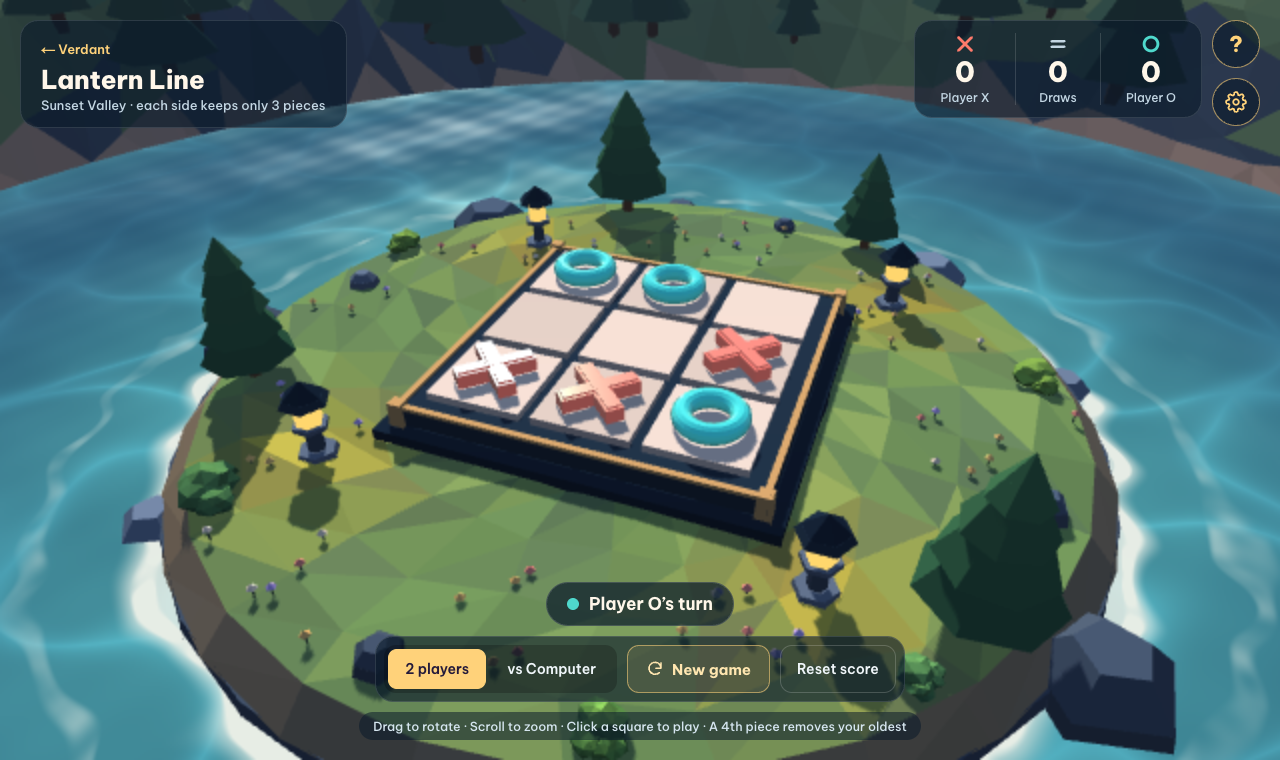 ← Verdant
Lantern Line
Sunset Valley · each side keeps only 3 pieces
0 0 0
Player X Draws Player O
?
Player O’s turn
2 players vs Computer New game Reset score
Drag to rotate · Scroll to zoom · Click a square to play · A 4th piece removes your oldest